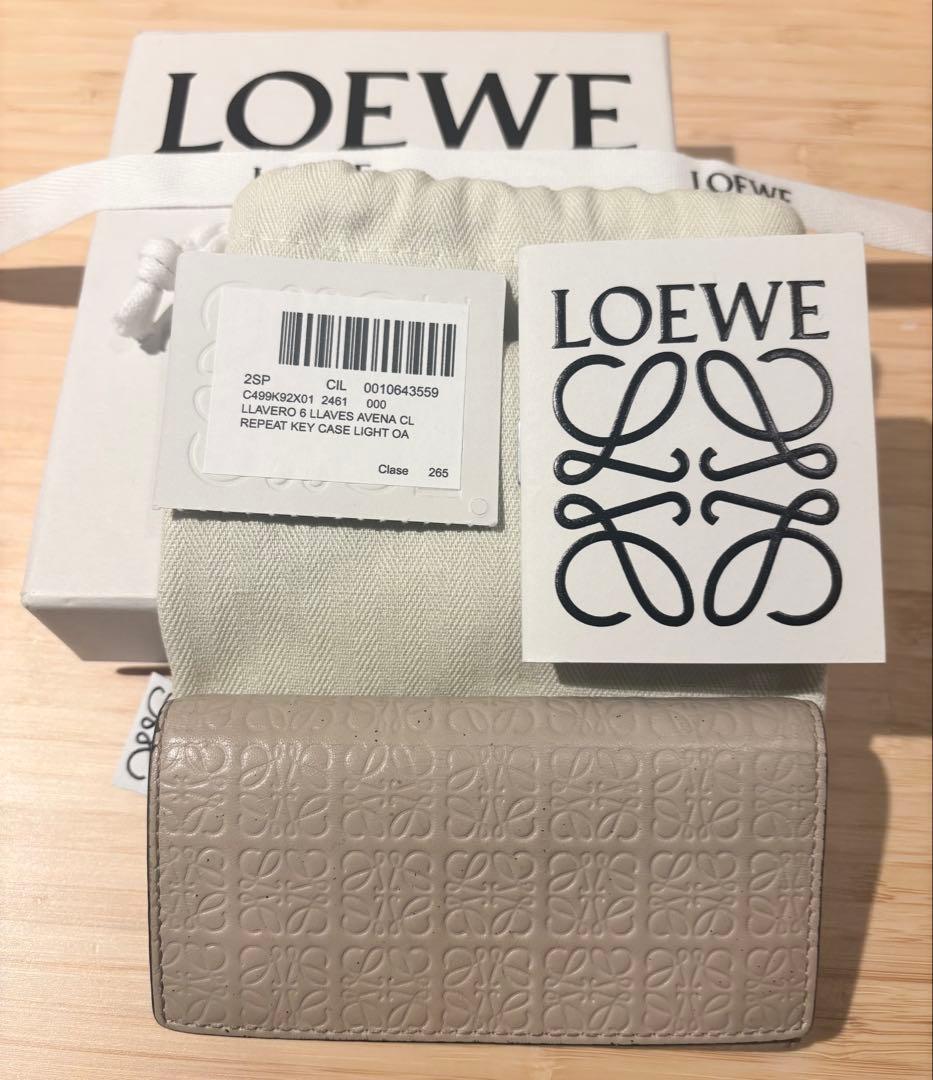 LOEWE
LOEWE
LOEWE
2SP CIL 0010643559
C499K92X01 2461 000
LLAVERO 6 LLAVES AVENA CL
REPEAT KEY CASE LIGHT OA
Clase 265